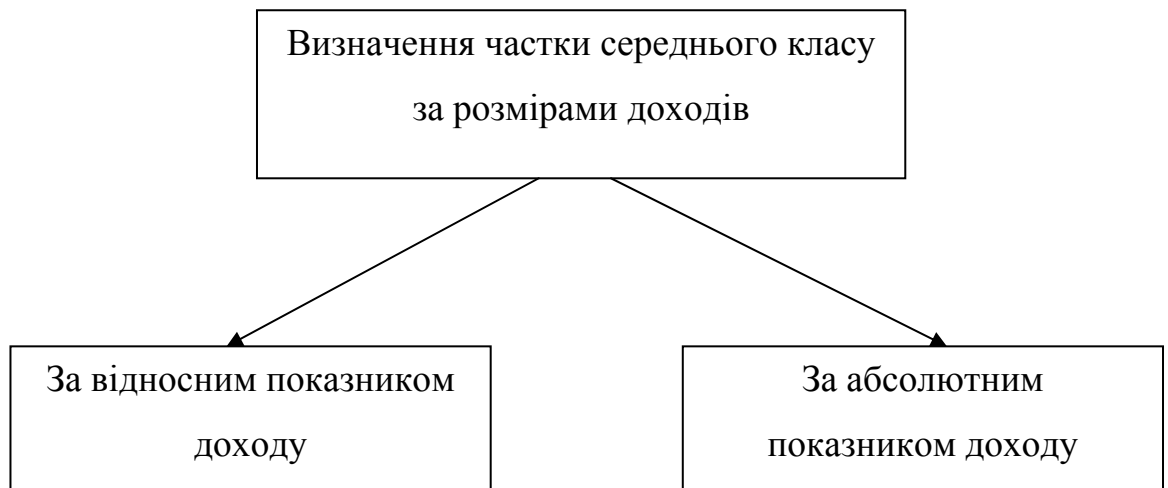 Визначення частки середнього класу
за розмірами доходів
За відносним показником
доходу
За абсолютним
показником доходу